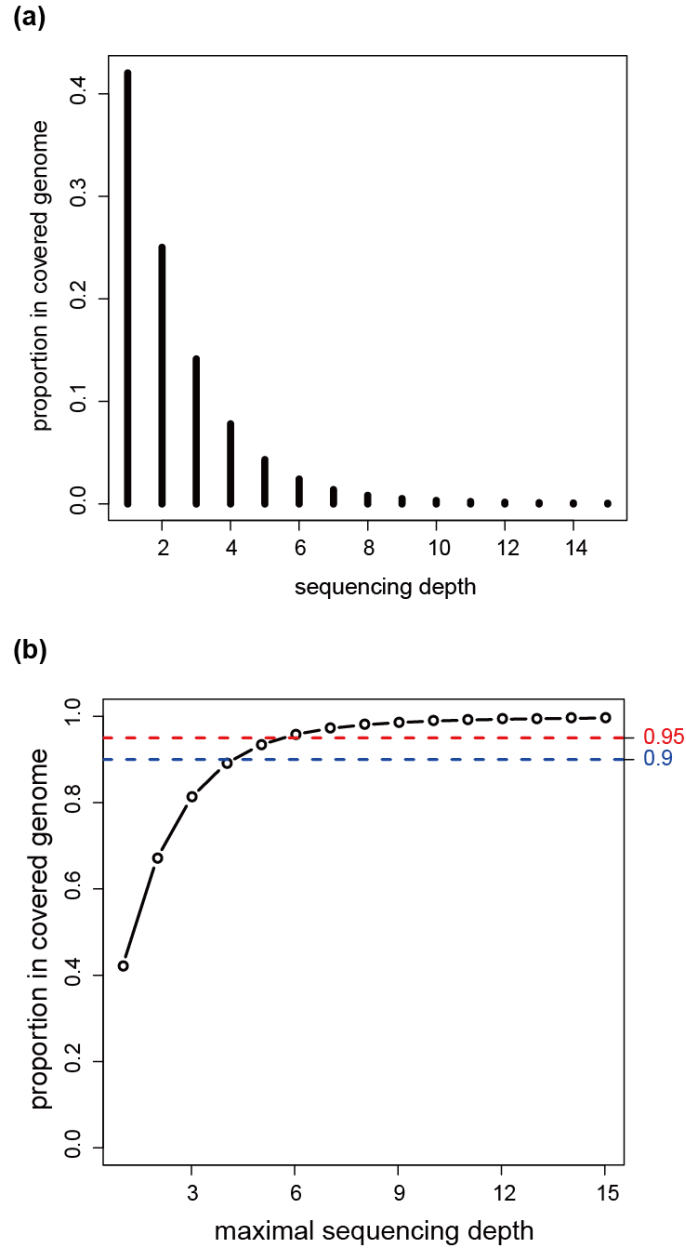 (a)
proportion in covered genome
0.4
0.3
0.2
0.1
0.0
2 4 6 8 10 12 14
sequencing depth
(b)
proportion in covered genome
1.0
0.8
0.6
0.4
0.2
0.0
0.95
0.9
3 6 9 12 15
maximal sequencing depth